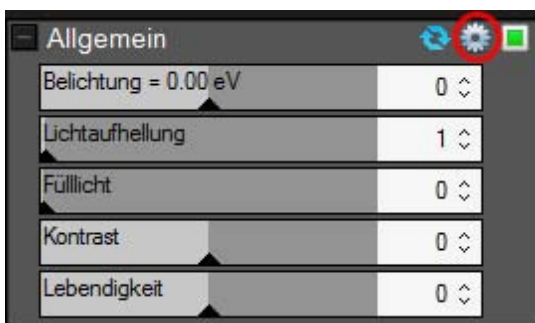 Allgemein
Belichtung = 0.00 eV 0
Lichtaufhellung 1
Fülllicht 0
Kontrast 0
Lebendigkeit 0